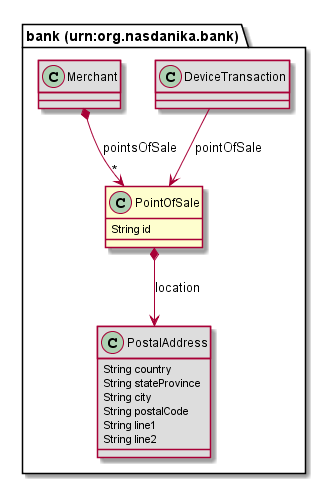 bank (urn:org.nasdanika.bank)
C Merchant
C DeviceTransaction
pointsOfSale
pointOfSale
*
C PointOfSale
String id
location
C PostalAddress
String country
String stateProvince
String city
String postalCode
String line1
String line2